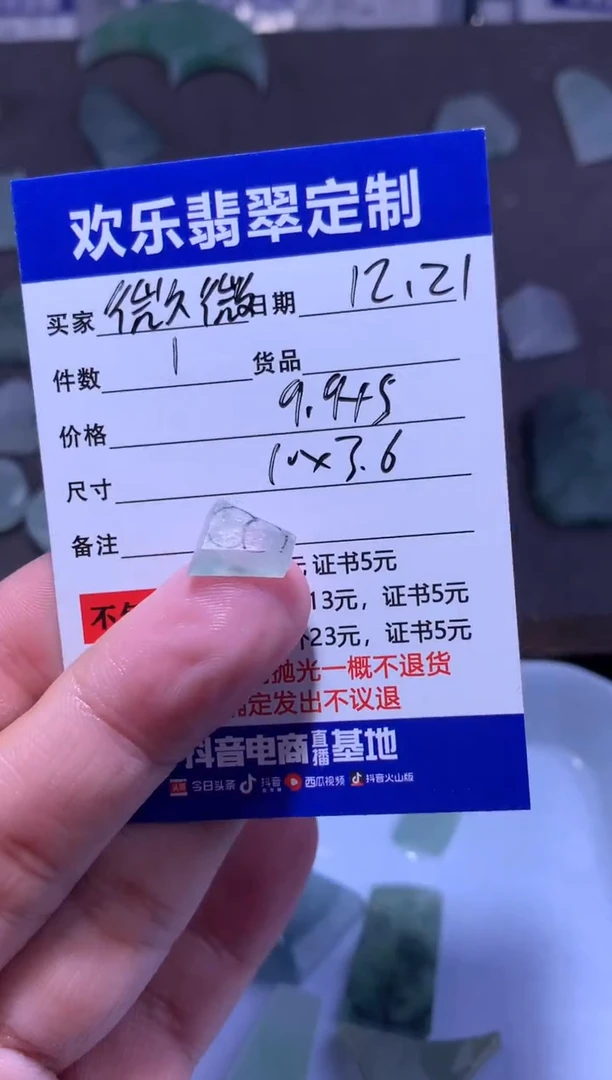 欢乐翡翠定制
买家 微久微 日期 12.21
件数 1 货品
价格 9.9+5
尺寸 10x3.6
备注
证书5元
13元，证书5元
23元，证书5元
抛光一概不退货
定发出不议退
抖音电商直播基地
头条 今日头条 抖音 西瓜视频 抖音火山版